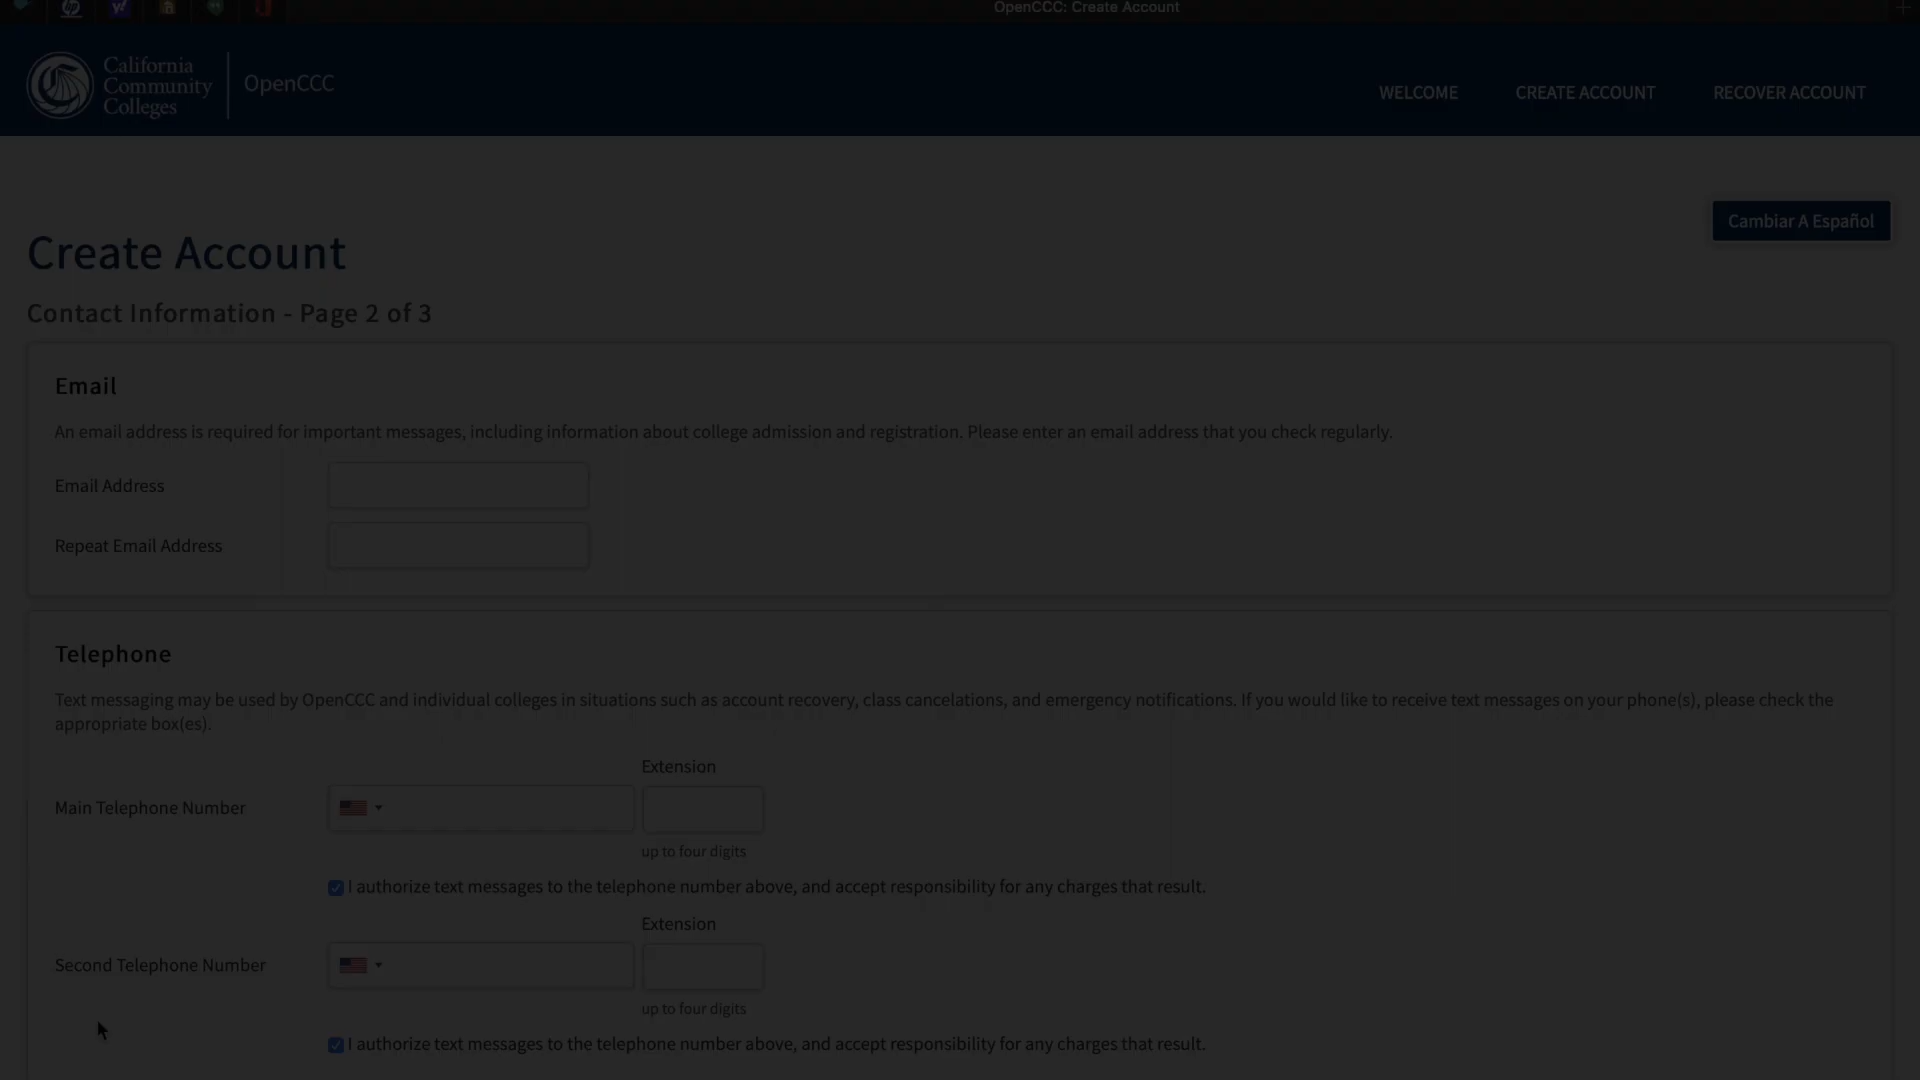 OpenCCC: Create Account
California
Community
Colleges
OpenCCC
WELCOME
CREATE ACCOUNT
RECOVER ACCOUNT
Cambiar A Español
Create Account
Contact Information - Page 2 of 3
Email
An email address is required for important messages, including information about college admission and registration. Please enter an email address that you check regularly.
Email Address
Repeat Email Address
Telephone
Text messaging may be used by OpenCCC and individual colleges in situations such as account recovery, class cancelations, and emergency notifications. If you would like to receive text messages on your phone(s), please check the
appropriate box(es).
Extension
Main Telephone Number
up to four digits
I authorize text messages to the telephone number above, and accept responsibility for any charges that result.
Extension
Second Telephone Number
up to four digits
I authorize text messages to the telephone number above, and accept responsibility for any charges that result.